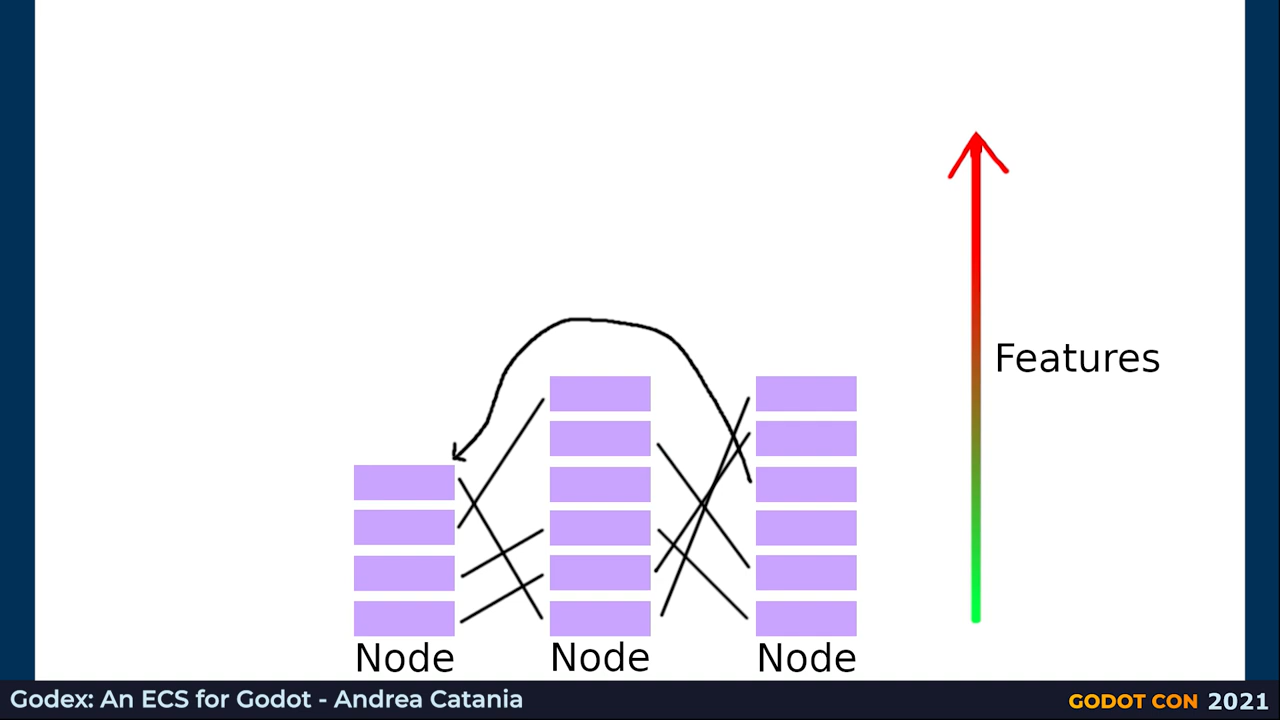 Features
Node Node Node
Godex: An ECS for Godot - Andrea Catania
GODOT CON 2021